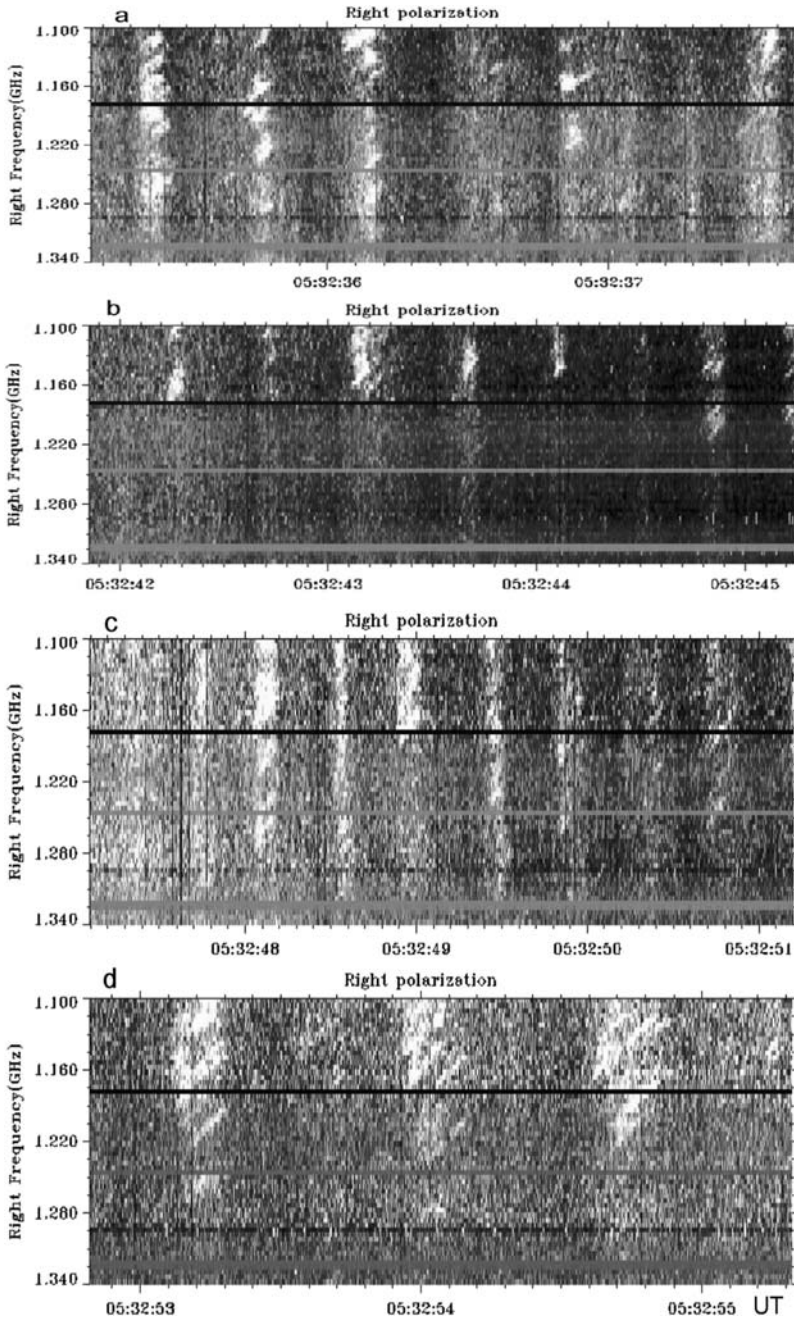 a
Right polarization
Right Frequency(GHz)
1.100
1.160
1.220
1.280
1.340
05:32:36
05:32:37
b
Right polarization
Right Frequency(GHz)
1.100
1.160
1.220
1.280
1.340
05:32:42
05:32:43
05:32:44
05:32:45
c
Right polarization
Right Frequency(GHz)
1.100
1.160
1.220
1.280
1.340
05:32:48
05:32:49
05:32:50
05:32:51
d
Right polarization
Right Frequency(GHz)
1.100
1.160
1.220
1.280
1.340
05:32:53
05:32:54
05:32:55
UT